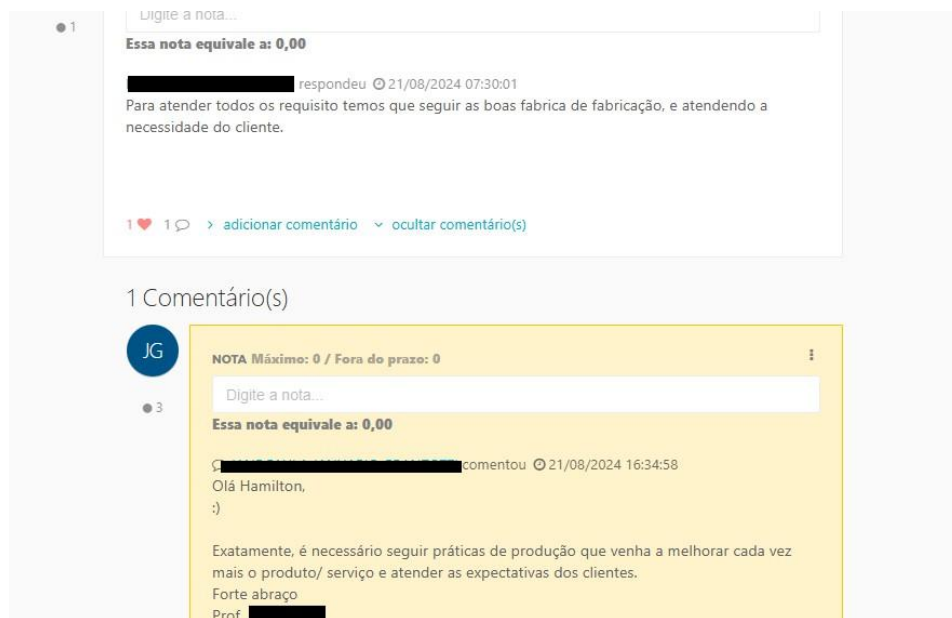 Digite a nota...
1
Essa nota equivale a: 0,00
respondeu 21/08/2024 07:30:01
Para atender todos os requisito temos que seguir as boas fabrica de fabricação, e atendendo a
necessidade do cliente.
1 1 > adicionar comentário ocultar comentário(s)
1 Comentário(s)
JG
NOTA Máximo: 0 / Fora do prazo: 0
Digite a nota...
3
Essa nota equivale a: 0,00
comentou 21/08/2024 16:34:58
Olá Hamilton,
:)
Exatamente, é necessário seguir práticas de produção que venha a melhorar cada vez
mais o produto/ serviço e atender as expectativas dos clientes.
Forte abraço
Prof.